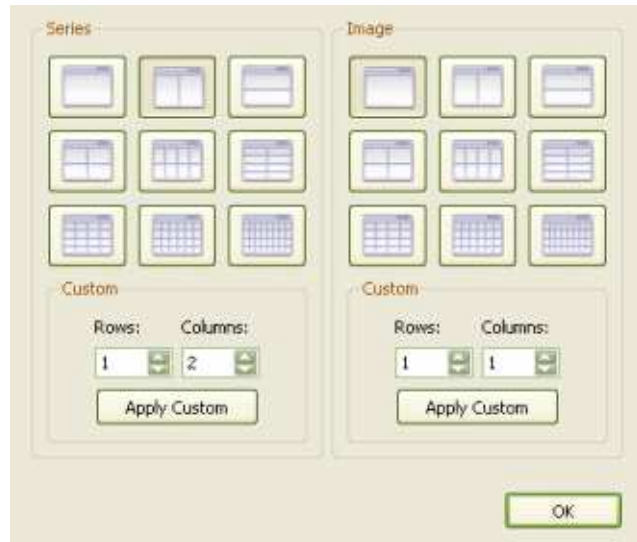 Series
Custom
Rows: Columns:
1 2
Apply Custom
Image
Custom
Rows: Columns:
1 1
Apply Custom
OK